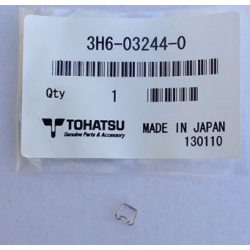 3H6-03244-0
Qty 1
TOHATSU
Genuine Parts & Accessory
MADE IN JAPAN
130110